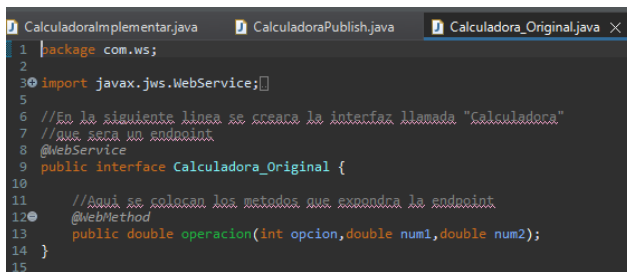 CalculadoraImplementar.java CalculadoraPublish.java Calculadora_Original.java
1 package com.ws;
2
3 import javax.jws.WebService;
5
6 //En la siguiente linea se creara la interfaz llamada "Calculadora"
7 //que sera un endpoint
8 @WebService
9 public interface Calculadora_Original {
10
11 //Aqui se colocan los metodos que expondra la endpoint
12 @WebMethod
13 public double operacion(int opcion,double num1,double num2);
14 }
15